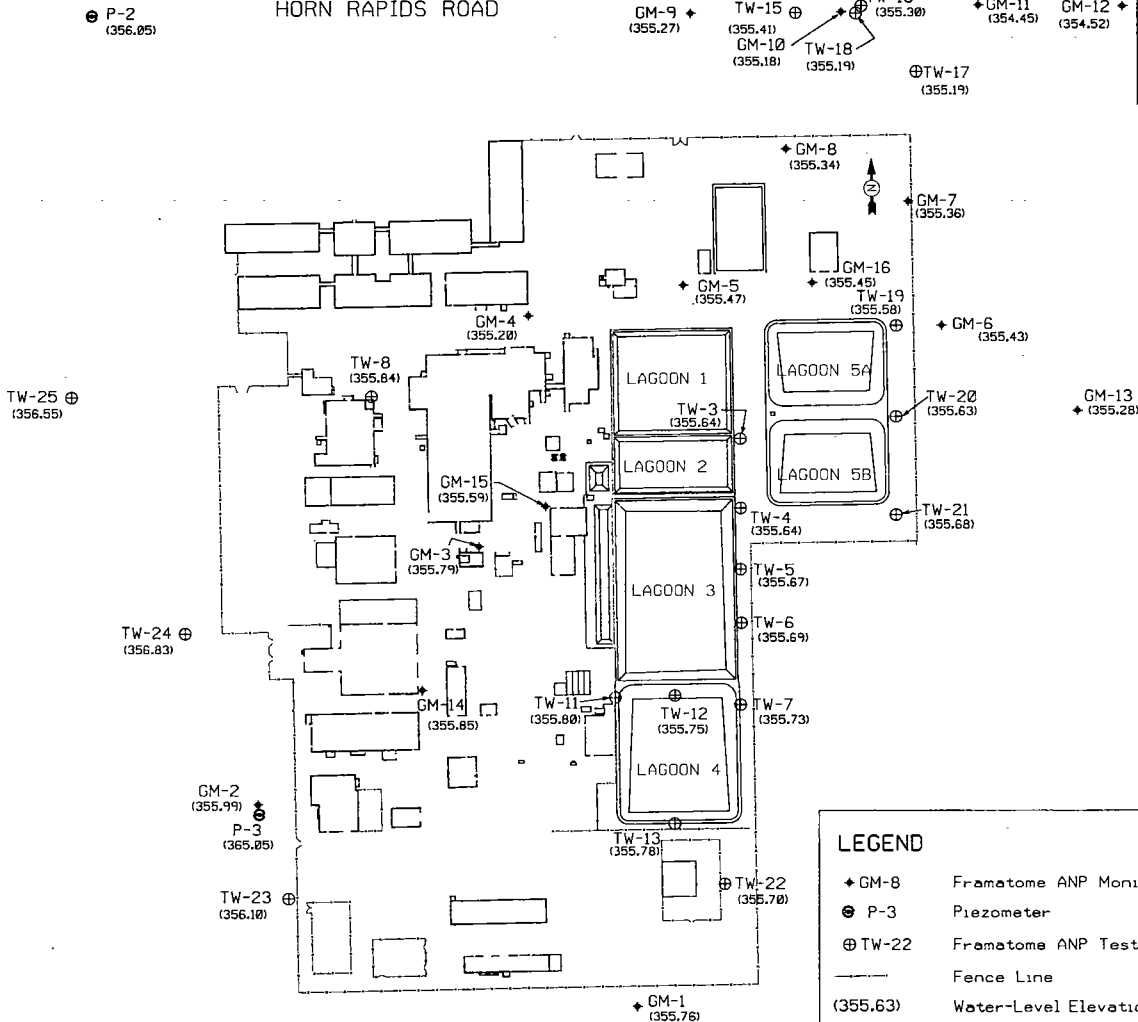 HORN RAPIDS ROAD
P-2
(356.05)
GM-9
(355.27)
TW-15
(355.41)
(355.30)
GM-11
(354.45)
GM-12
(354.52)
GM-10
(355.18)
TW-18
(355.19)
TW-17
(355.19)
GM-8
(355.34)
N
GM-7
(355.36)
GM-16
(355.45)
GM-5
(355.47)
TW-19
(355.58)
GM-4
(355.20)
GM-6
(355.43)
TW-8
(355.84)
LAGOON 1
LAGOON 5A
TW-25
(356.55)
TW-3
(355.64)
TW-20
(355.63)
GM-13
(355.28)
LAGOON 2
LAGOON 5B
GM-15
(355.59)
TW-4
(355.64)
TW-21
(355.68)
GM-3
(355.79)
TW-5
(355.67)
LAGOON 3
TW-6
(355.69)
TW-24
(356.83)
GM-14
(355.85)
TW-11
(355.80)
TW-12
(355.75)
TW-7
(355.73)
LAGOON 4
GM-2
(355.99)
P-3
(365.05)
TW-13
(355.78)
TW-22
(355.70)
TW-23
(356.10)
GM-1
(355.76)
LEGEND
GM-8 Framatome ANP
P-3 Piezometer
TW-22 Framatome ANP Test
Fence Line
(355.63) Water-Level